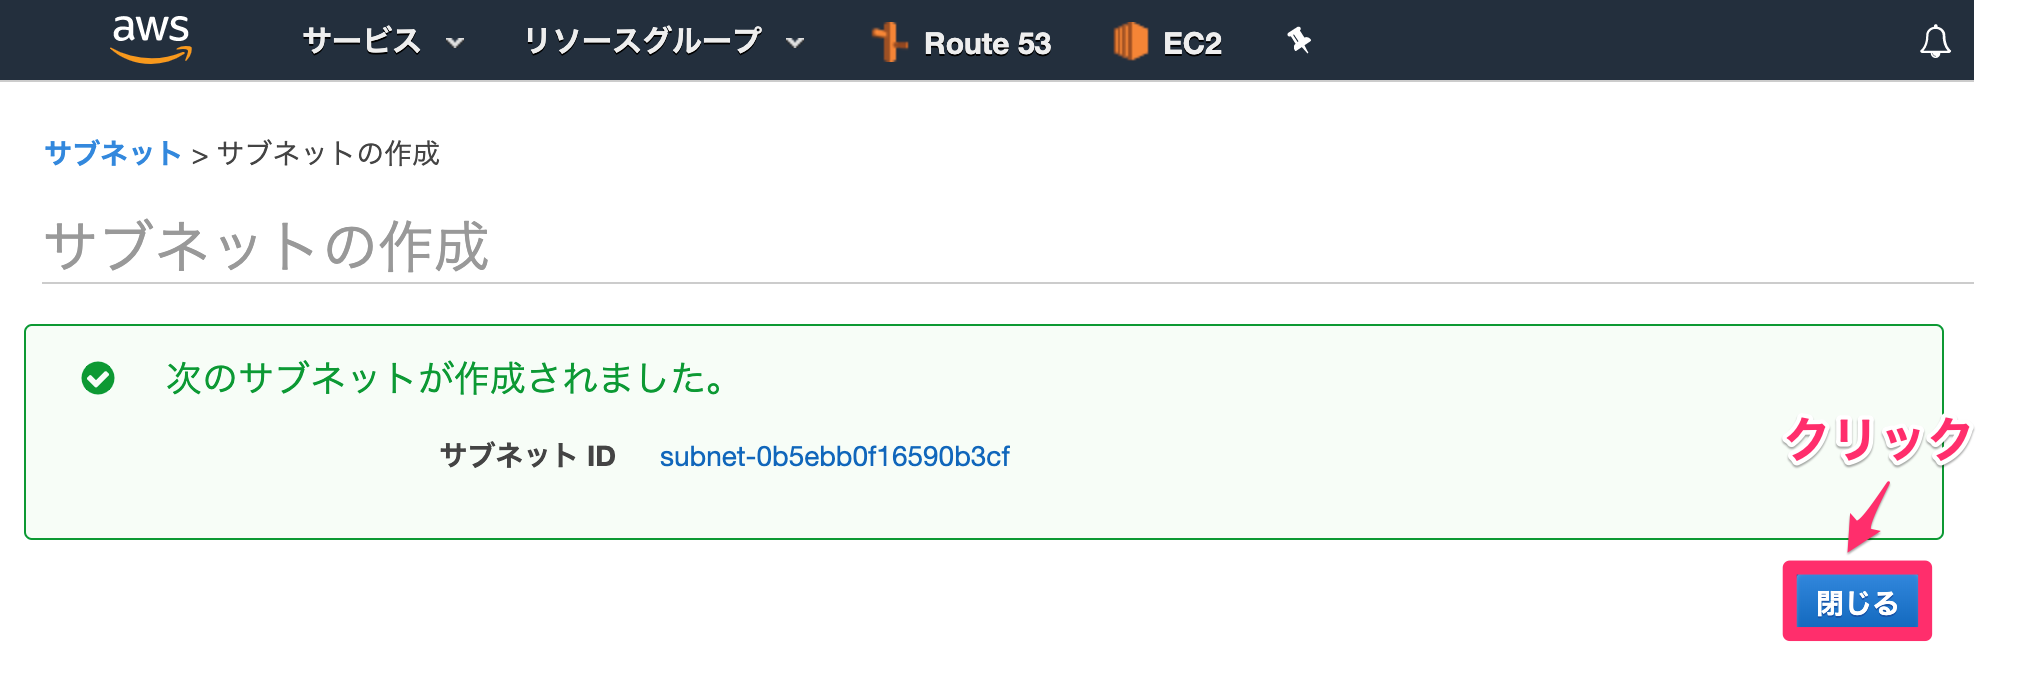 aws サービス リソースグループ Route 53 EC2
サブネット > サブネットの作成
サブネットの作成
次のサブネットが作成されました。
サブネット ID subnet-0b5ebb0f16590b3cf
クリック
閉じる